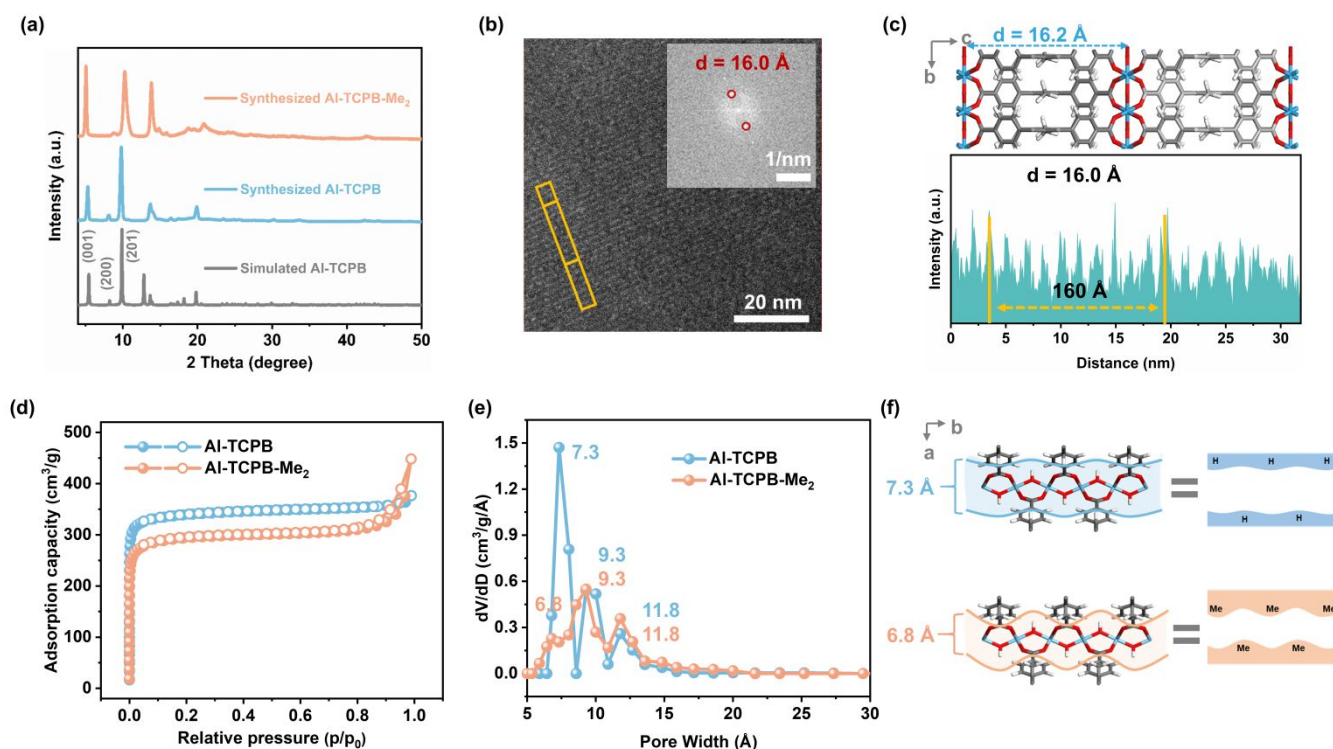 (a)
Intensity (a.u.)
Synthesized Al-TCPB-Me₂
Synthesized Al-TCPB
Simulated Al-TCPB
(001)
(200)
(201)
10 20 30 40 50
2 Theta (degree)
(b)
d = 16.0 Å
1/nm
20 nm
(c)
c
b
d = 16.2 Å
d = 16.0 Å
Intensity (a.u.)
160 Å
0 5 10 15 20 25 30
Distance (nm)
(d)
Adsorption capacity (cm³/g)
500
400
300
200
100
0
Al-TCPB
Al-TCPB-Me₂
0.0 0.2 0.4 0.6 0.8 1.0
Relative pressure (p/p₀)
(e)
dV/dD (cm³/g/Å)
1.5
1.2
0.9
0.6
0.3
0.0
7.3
Al-TCPB
Al-TCPB-Me₂
9.3
6.8 9.3
11.8
11.8
5 10 15 20 25 30
Pore Width (Å)
(f)
b
a
7.3 Å
H H H
H H
6.8 Å
Me Me Me
Me Me